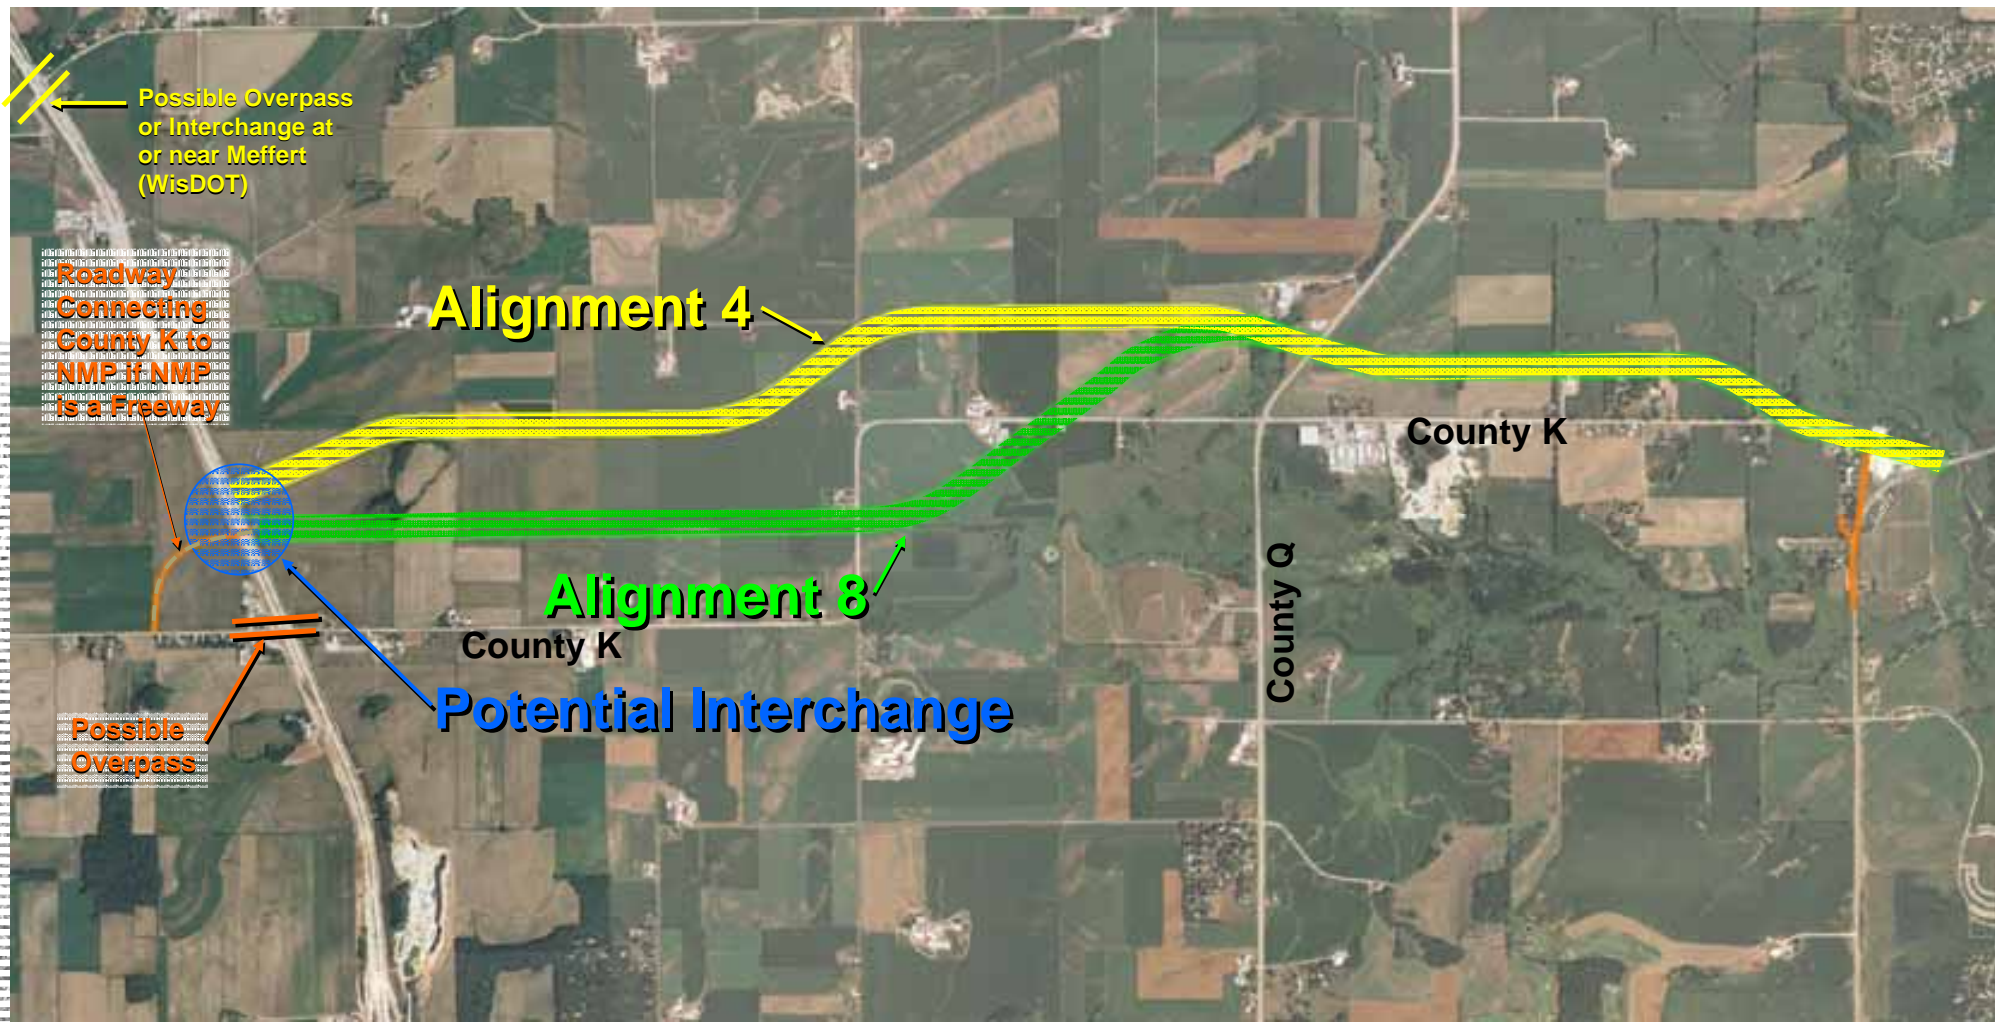 Possible Overpass
or Interchange at
or near Meffert
(WisDOT)
Roadway
Connecting
County K to
NMP if NMP
is a Freeway
Alignment 4
County K
Alignment 8
County Q
County K
Potential Interchange
Possible
Overpass